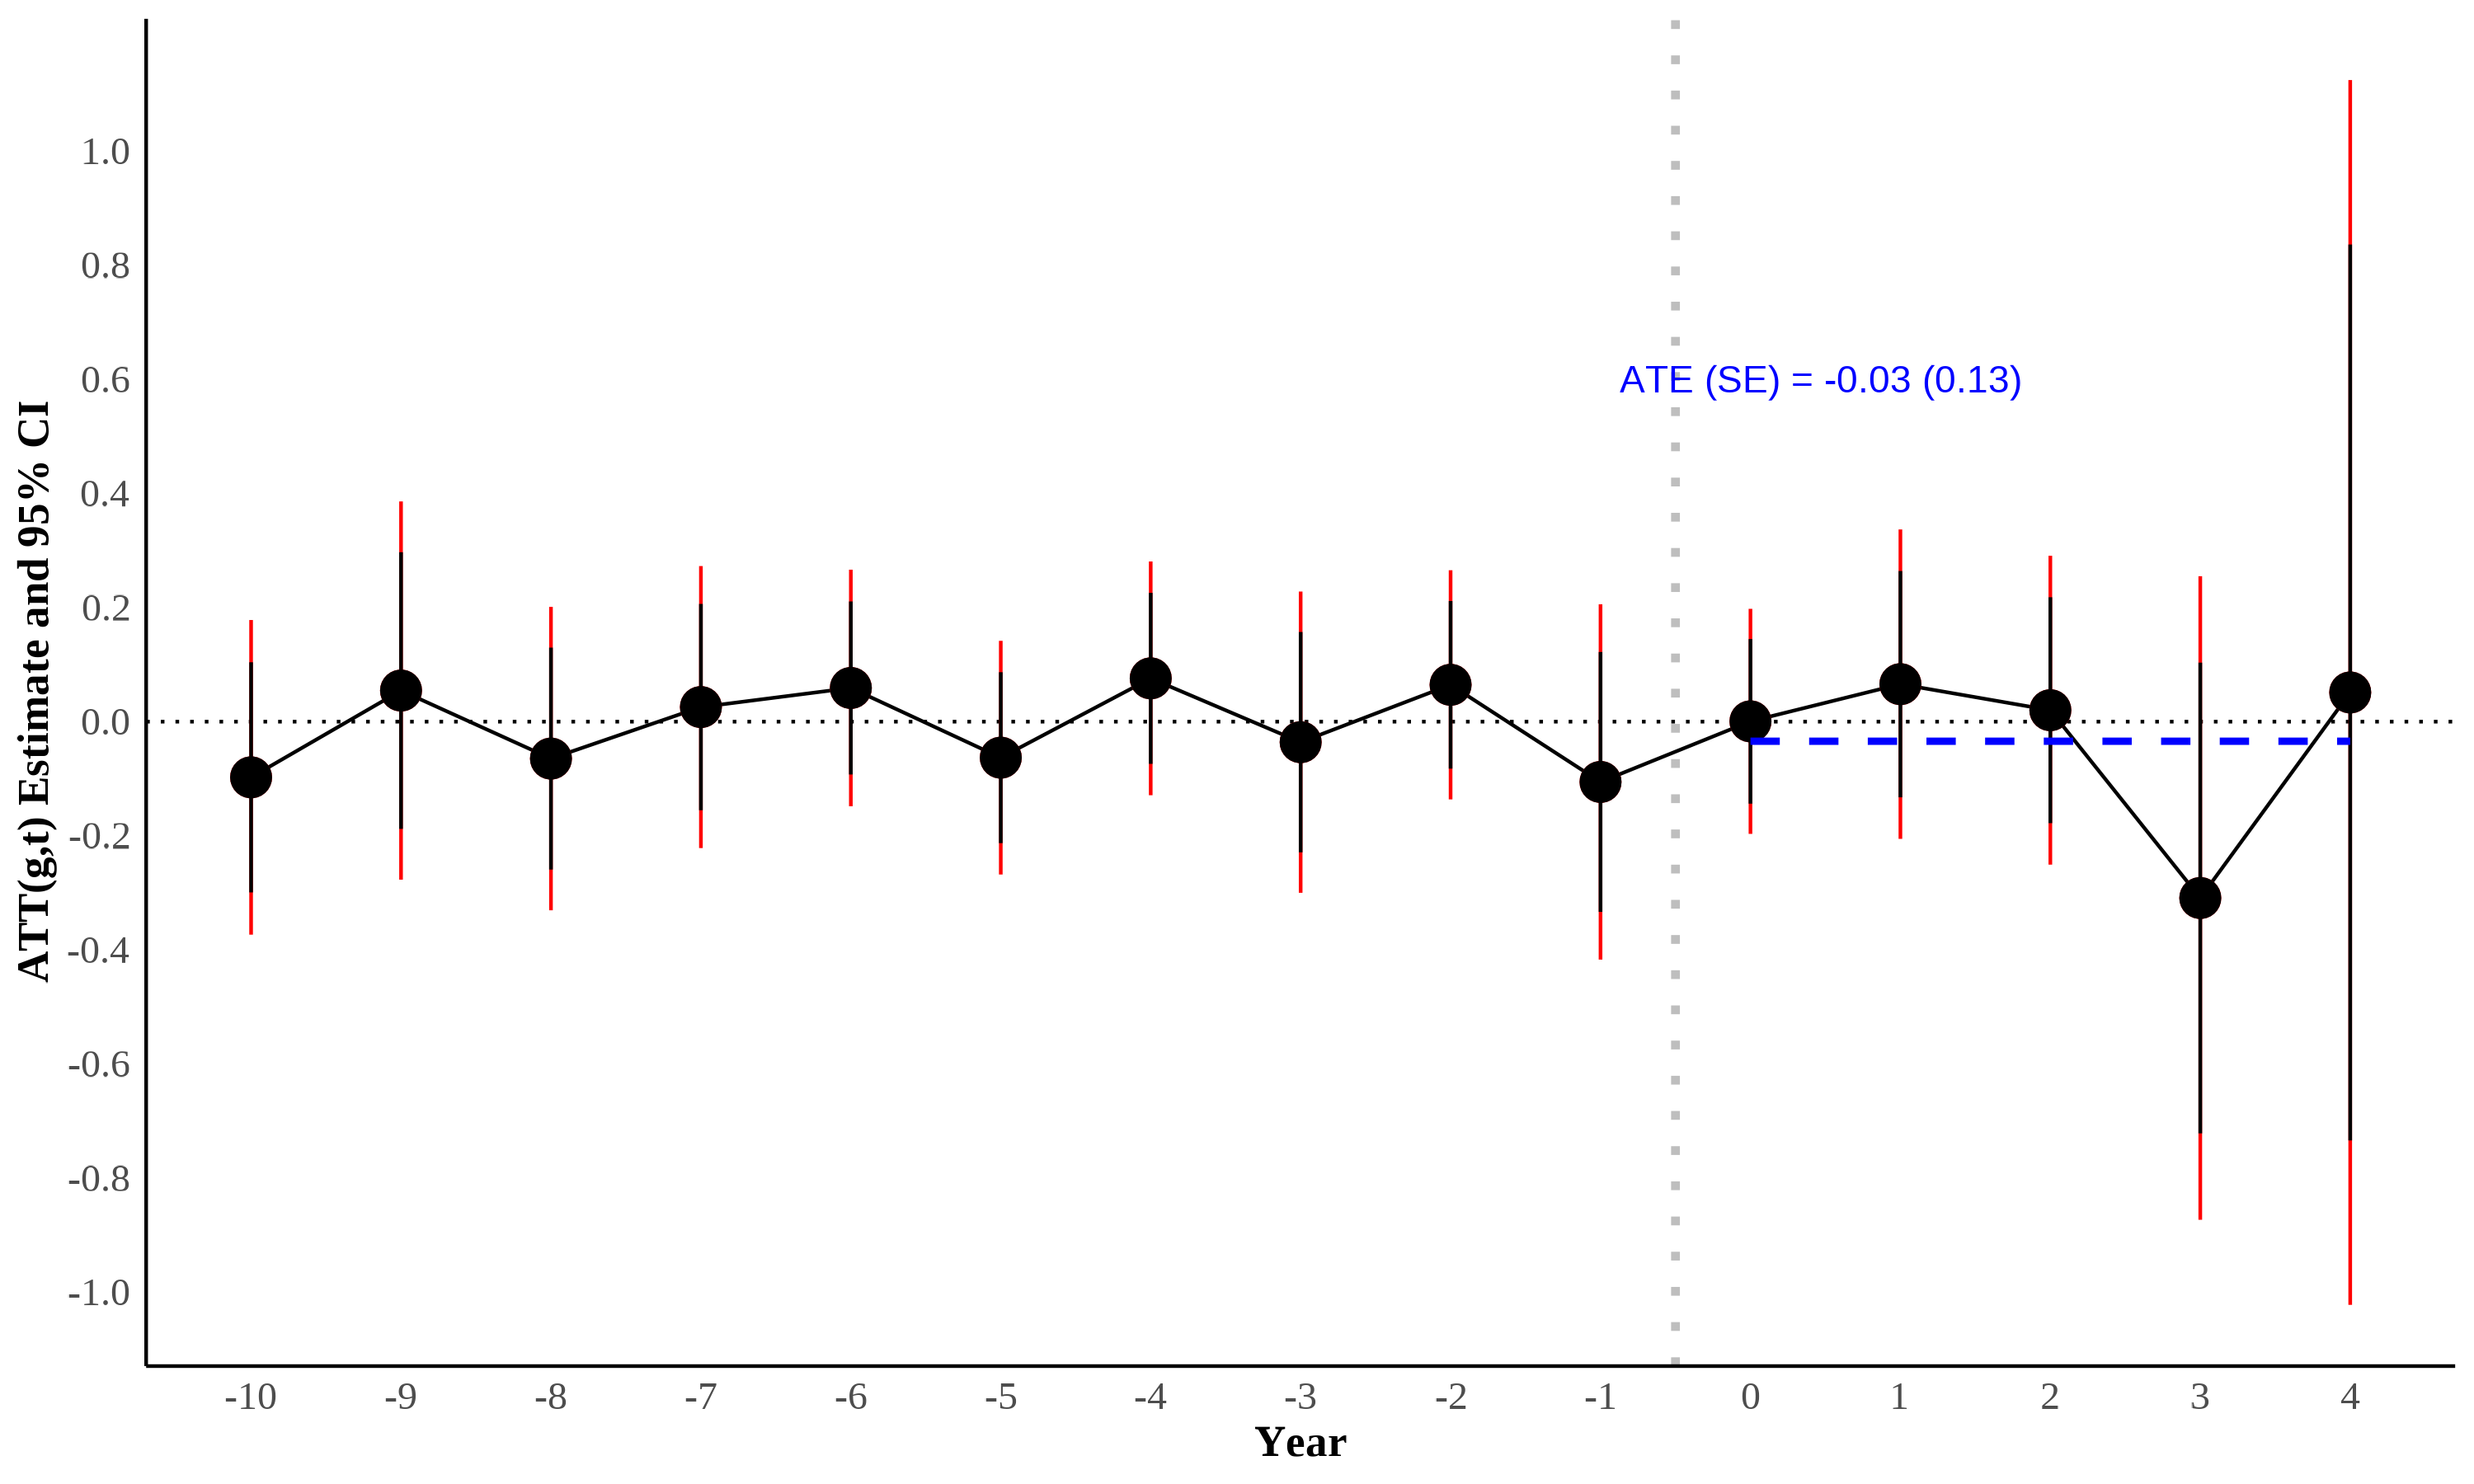 ATT(g,t) Estimate and 95% CI
1.0
0.8
0.6
0.4
0.2
0.0
-0.2
-0.4
-0.6
-0.8
-1.0
ATE (SE) = -0.03 (0.13)
-10 -9 -8 -7 -6 -5 -4 -3 -2 -1 0 1 2 3 4
Year